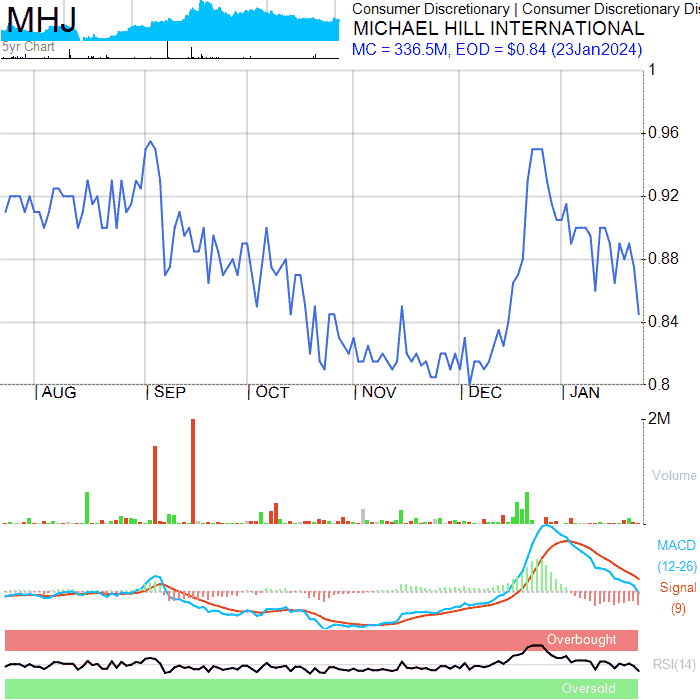 MHJ
5yr Chart
Consumer Discretionary | Consumer Discretionary Dis
MICHAEL HILL INTERNATIONAL
MC = 336.5M, EOD = $0.84 (23Jan2024)
1
0.96
0.92
0.88
0.84
0.8
AUG SEP OCT NOV DEC JAN
2M
Volume
MACD
(12-26)
Signal
(9)
Overbought
RSI(14)
Oversold